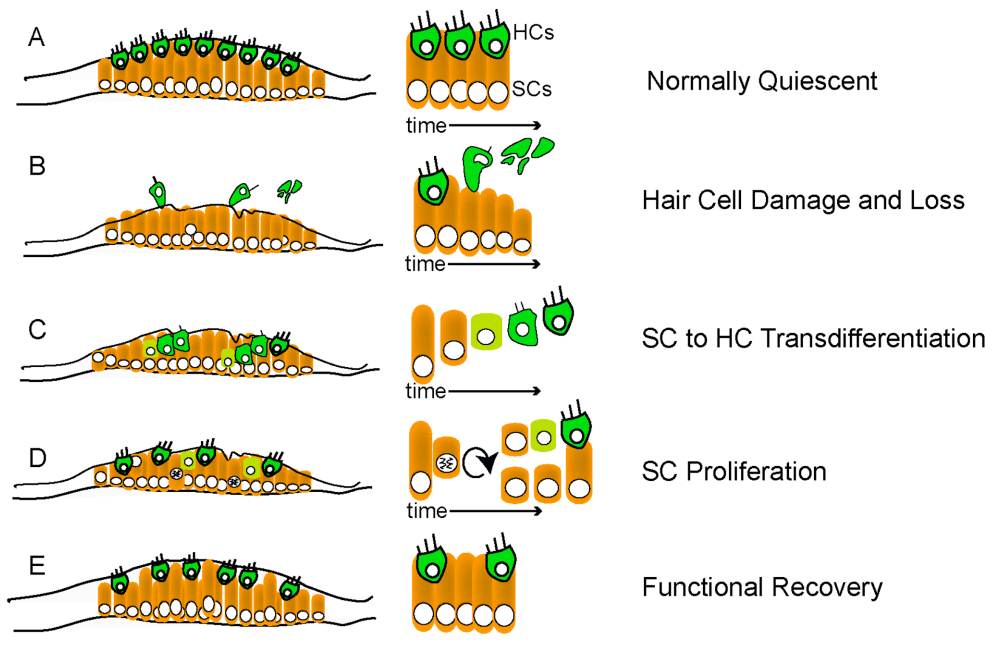 A
HCs
SCs
Normally Quiescent
time
B
Hair Cell Damage and Loss
time
C
SC to HC Transdifferentiation
time
D
SC Proliferation
time
E
Functional Recovery